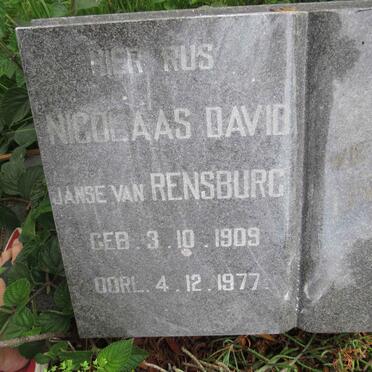 HIER RUS
NICOLAAS DAVID
JANSE VAN RENSBURG
GEB. 3. 10. 1909
OORL. 4. 12. 1977.